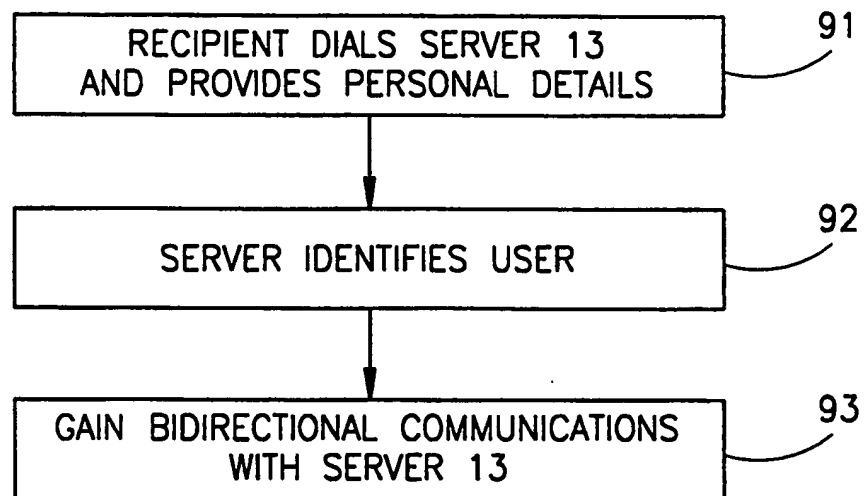 RECIPIENT DIALS SERVER 13
AND PROVIDES PERSONAL DETAILS
91
SERVER IDENTIFIES USER
92
GAIN BIDIRECTIONAL COMMUNICATIONS
WITH SERVER 13
93